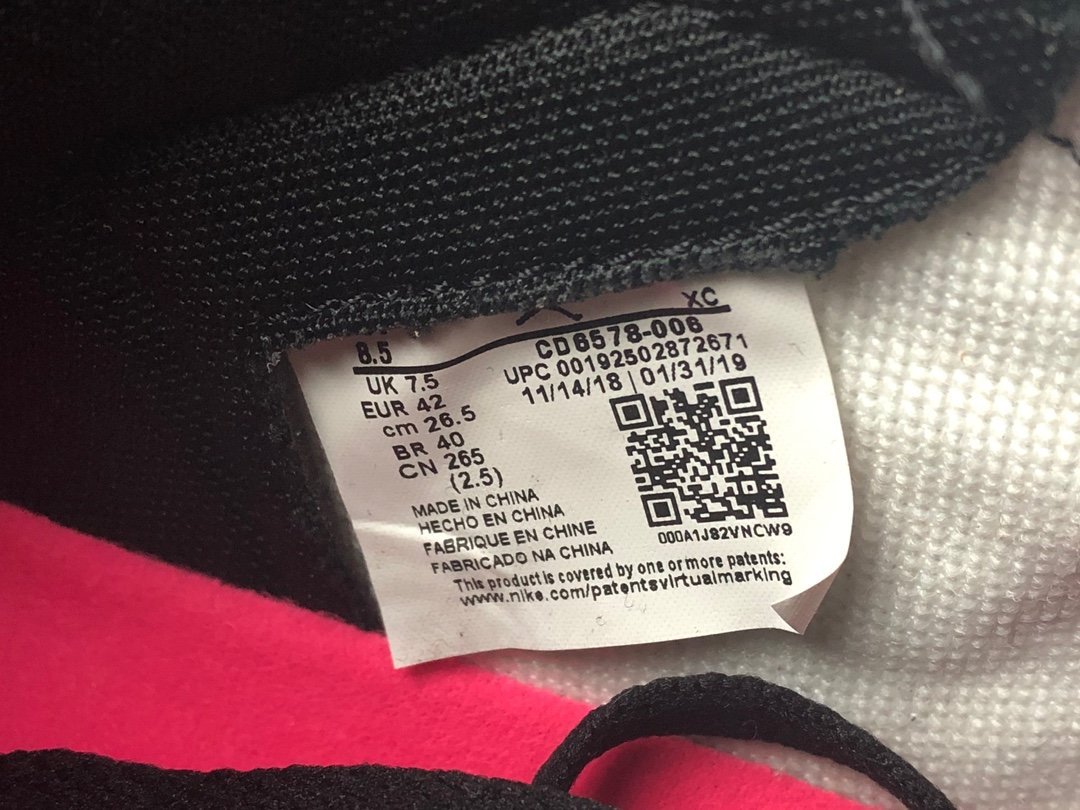 XC
8.5
CD6578-006
UK 7.5
UPC 00192502872671
EUR 42
11/14/18 | 01/31/19
cm 26.5
BR 40
CN 265
(2.5)
MADE IN CHINA
HECHO EN CHINA
FABRIQUE EN CHINE
FABRICADO NA CHINA
000A1J82VNCW9
This product is covered by one or more patents:
www.nike.com/patentsvirtualmarking